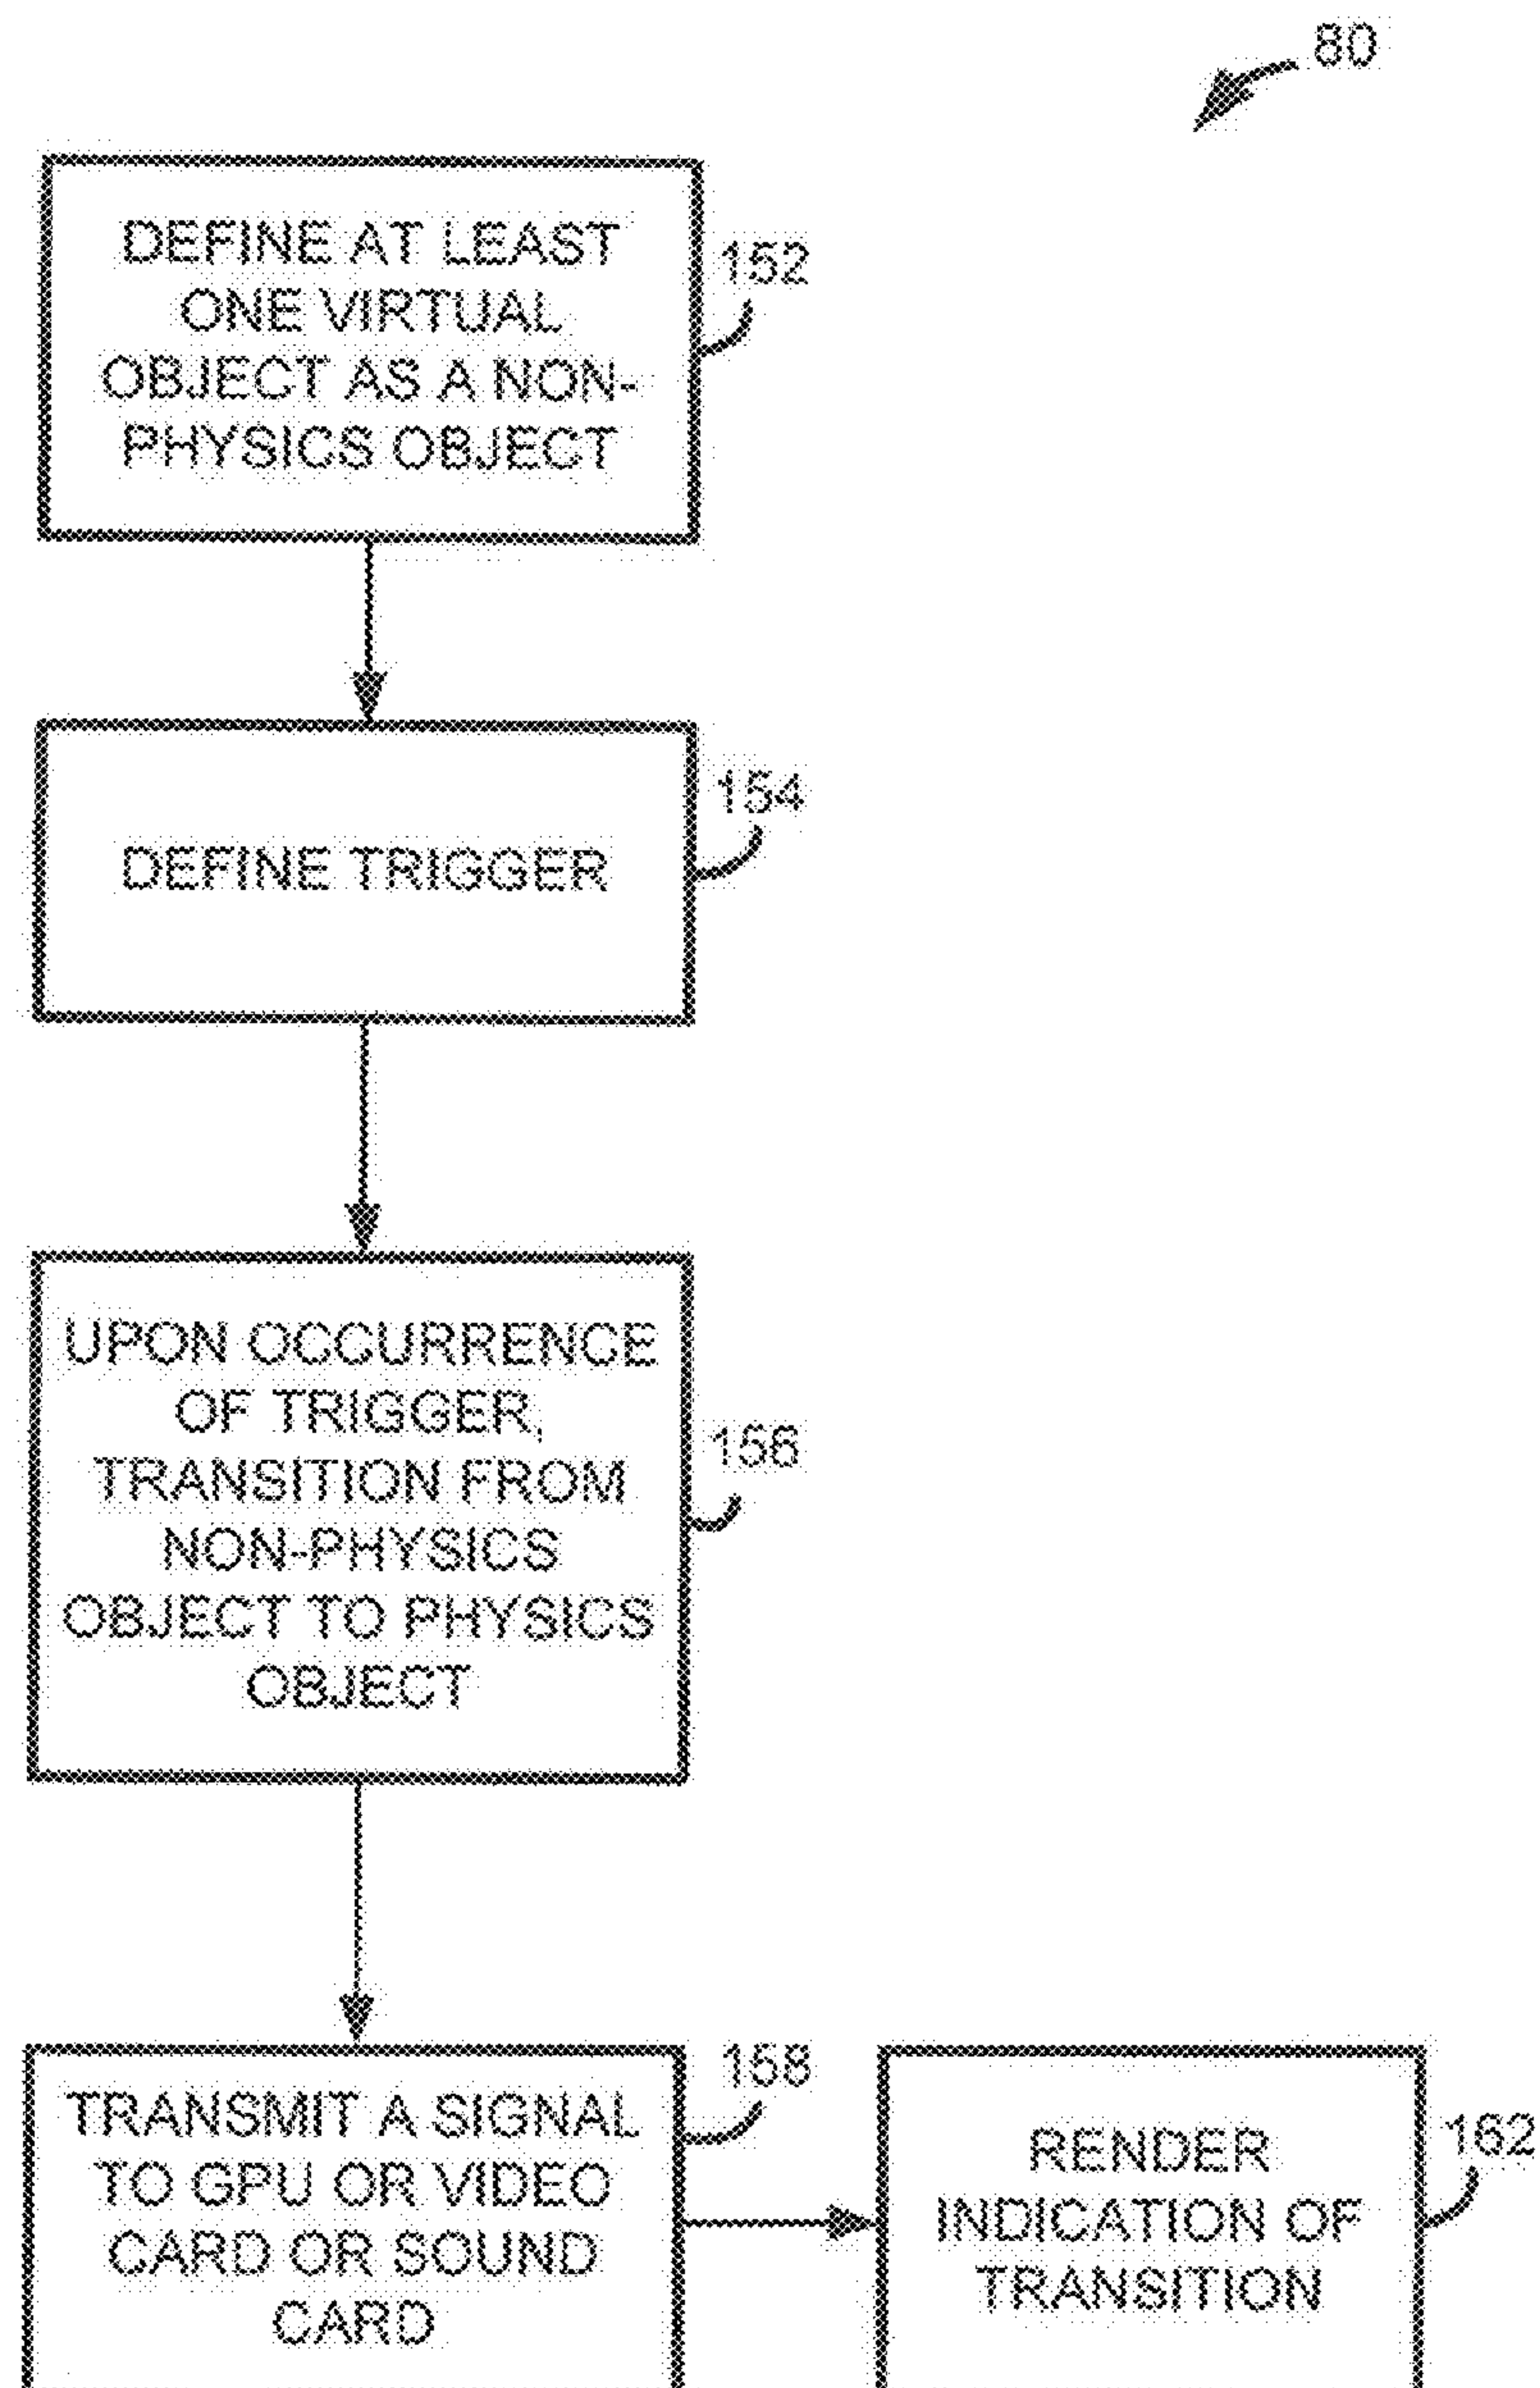 80
DEFINE AT LEAST
ONE VIRTUAL
OBJECT AS A NON-
PHYSICS OBJECT
152
DEFINE TRIGGER
154
UPON OCCURRENCE
OF TRIGGER,
TRANSITION FROM
NON-PHYSICS
OBJECT TO PHYSICS
OBJECT
156
TRANSMIT A SIGNAL
TO GPU OR VIDEO
CARD OR SOUND
CARD
158
RENDER
INDICATION OF
TRANSITION
162